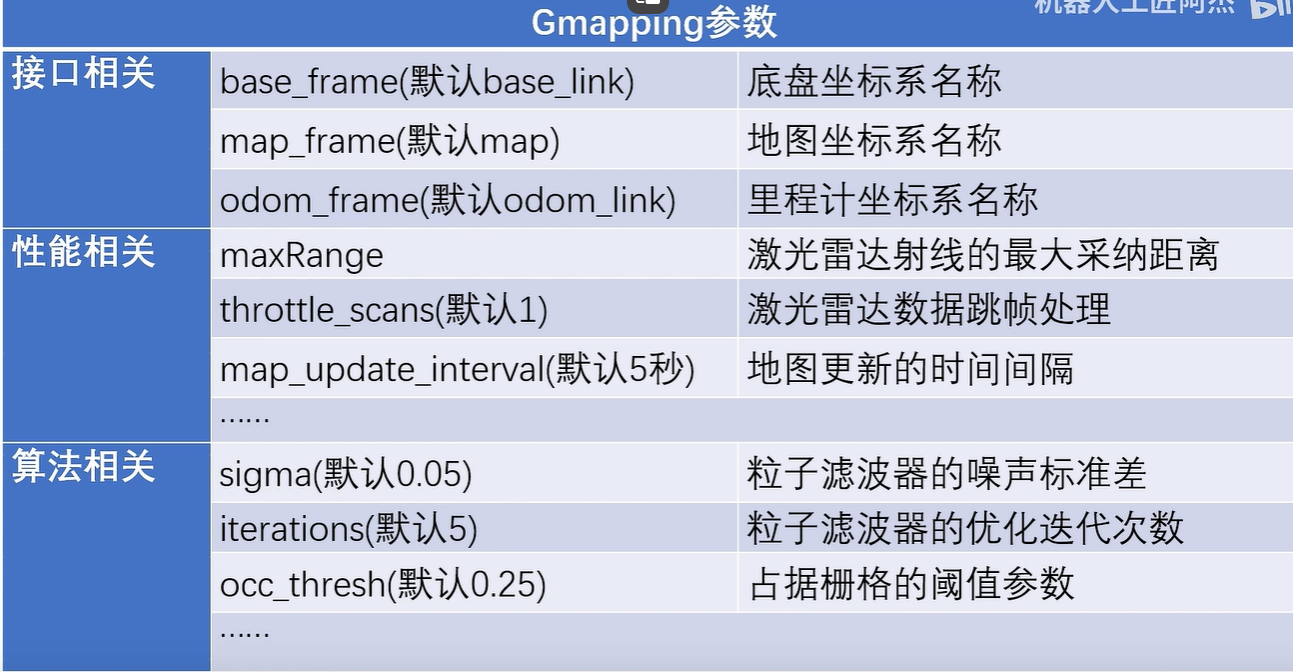 机器人工匠阿杰
Gmapping参数
接口相关
base_frame(默认base_link)
底盘坐标系名称
map_frame(默认map)
地图坐标系名称
odom_frame(默认odom_link)
里程计坐标系名称
性能相关
maxRange
激光雷达射线的最大采纳距离
throttle_scans(默认1)
激光雷达数据跳帧处理
map_update_interval(默认5秒)
地图更新的时间间隔
……
算法相关
sigma(默认0.05)
粒子滤波器的噪声标准差
iterations(默认5)
粒子滤波器的优化迭代次数
occ_thresh(默认0.25)
占据栅格的阈值参数
……